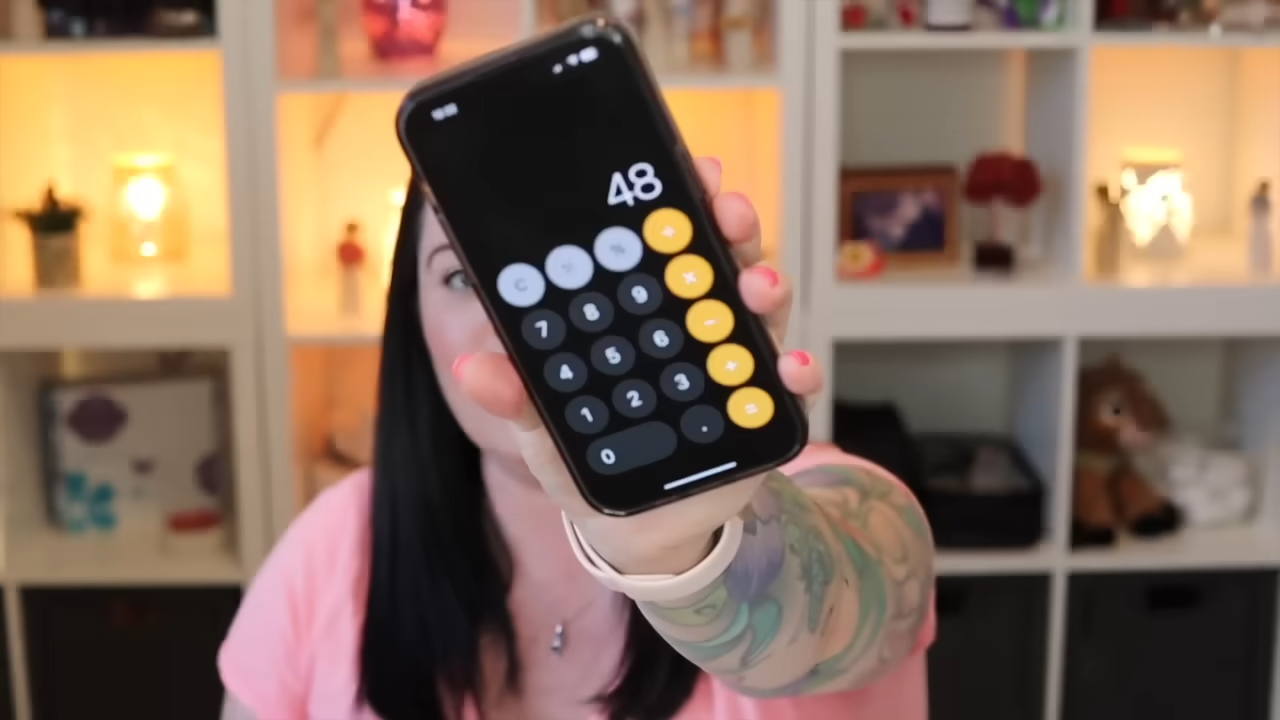 48
C %
7 8 9 ×
4 5 6 −
1 2 3 +
0 . =